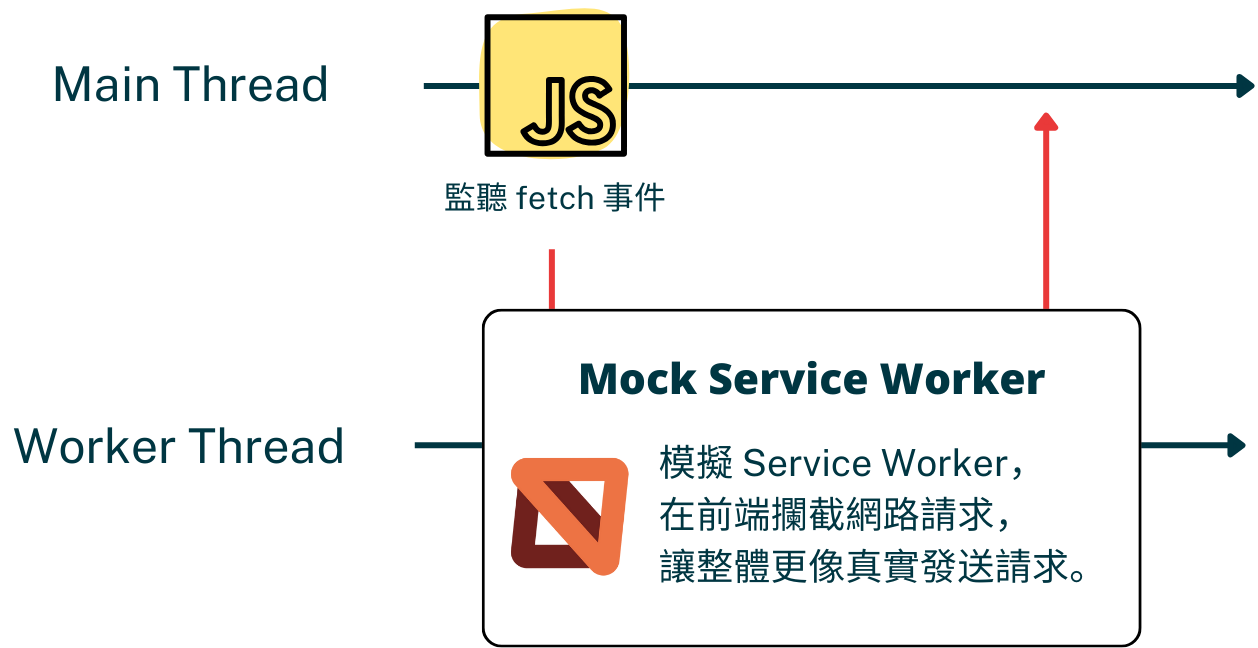 Main Thread
JS
監聽 fetch 事件
Mock Service Worker
Worker Thread
模擬 Service Worker，
在前端攔截網路請求，
讓整體更像真實發送請求。